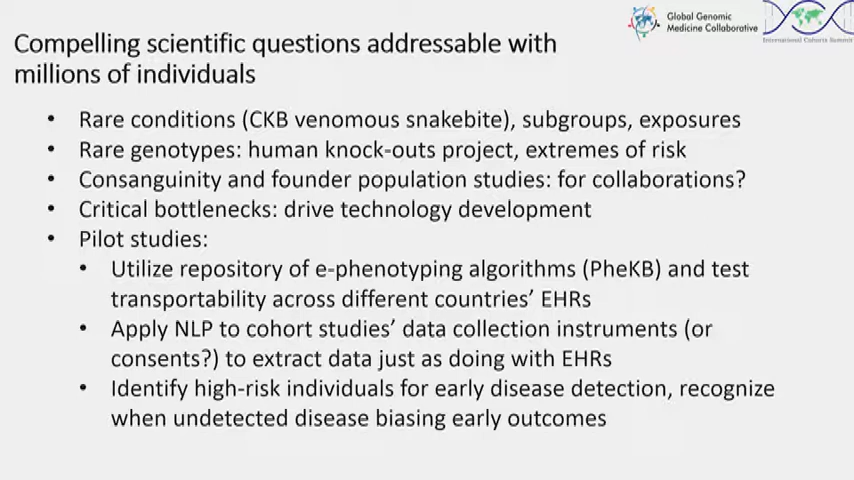 Global Genomic
Medicine Collaborative
International Cohorts Summit
Compelling scientific questions addressable with
millions of individuals
• Rare conditions (CKB venomous snakebite), subgroups, exposures
• Rare genotypes: human knock-outs project, extremes of risk
• Consanguinity and founder population studies: for collaborations?
• Critical bottlenecks: drive technology development
• Pilot studies:
• Utilize repository of e-phenotyping algorithms (PheKB) and test
transportability across different countries’ EHRs
• Apply NLP to cohort studies’ data collection instruments (or
consents?) to extract data just as doing with EHRs
• Identify high-risk individuals for early disease detection, recognize
when undetected disease biasing early outcomes